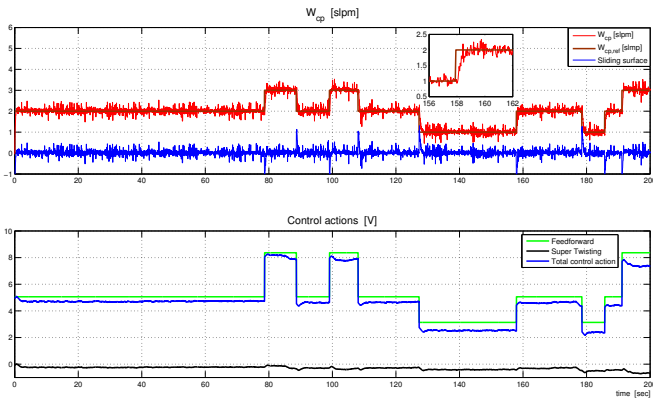 W_cp [slpm]
6
5
4
3
2
1
0
-1
0 20 40 60 80 100 120 140 160 180 200
2.5
2
1.5
1
0.5
156 158 160 162
W_cp [slpm]
W_cp,ref [slmp]
Sliding surface
Control actions [V]
10
8
6
4
2
0
0 20 40 60 80 100 120 140 160 180 200
time [sec]
Feedforward
Super Twisting
Total control action